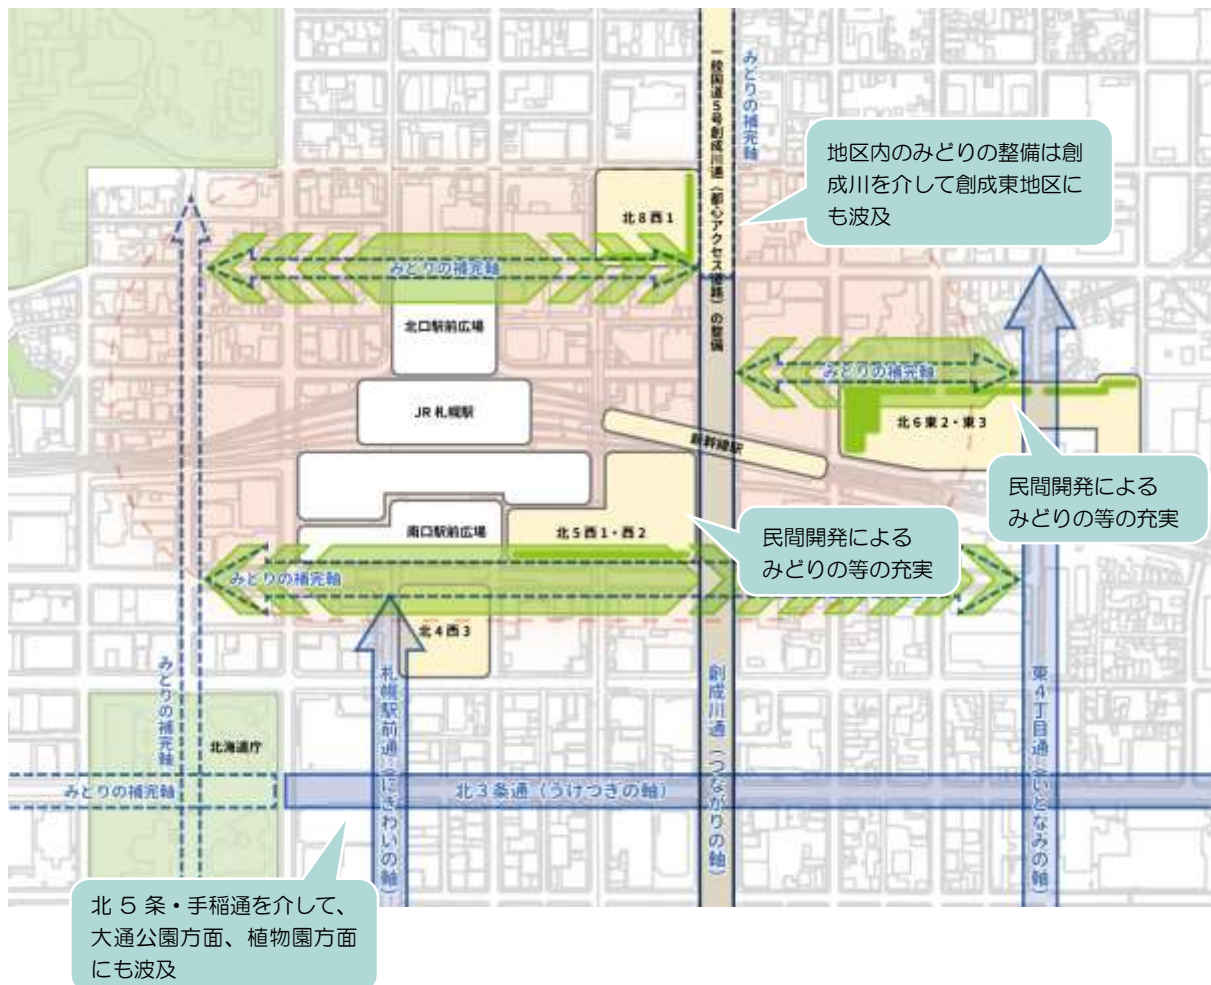 一般国道5号創成川通(都心アクセス道路)の整備
みどりの補完軸
地区内のみどりの整備は創
成川を介して創成東地区に
も波及
北8西1
みどりの補完軸
北口駅前広場
みどりの補完軸
JR 札幌駅
新幹線駅
北6東2・東3
民間開発による
みどりの等の充実
南口駅前広場
北5西1・西2
民間開発による
みどりの等の充実
みどりの補完軸
北4西3
みどりの補完軸
札幌駅前通(にぎわいの軸)
創成川通(つながりの軸)
東4丁目通(いとなみの軸)
北海道庁
みどりの補完軸
北3条通(うけつぎの軸)
北 5 条・手稲通を介して、
大通公園方面、植物園方面
にも波及